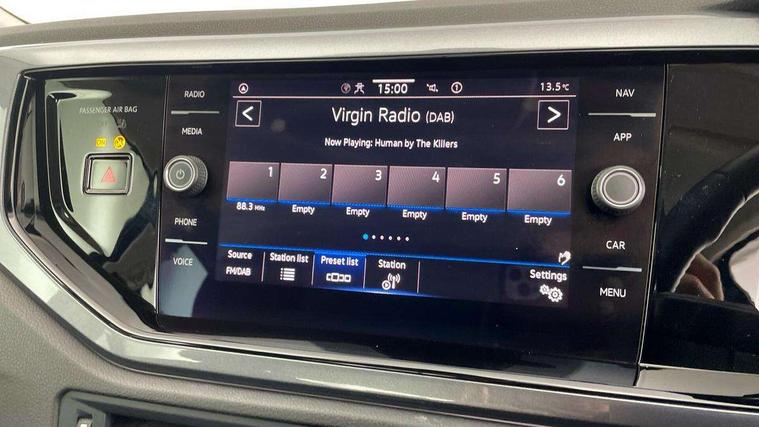 PASSENGER AIR BAG
ON
RADIO
MEDIA
PHONE
VOICE
15:00
13.5°C
Virgin Radio (DAB)
Now Playing: Human by The Killers
1 2 3 4 5 6
88.3 MHz Empty Empty Empty Empty Empty
Source Station list Preset list Station Settings
FM/DAB
NAV
APP
CAR
MENU